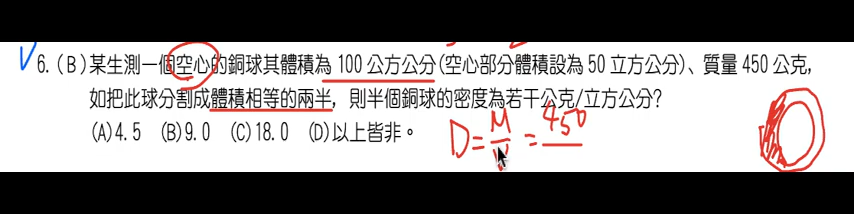 6.(B)某生測一個空心的銅球其體積為 100 公方公分(空心部分體積設為 50 立方公分)、質量 450 公克,
如把此球分割成體積相等的兩半,則半個銅球的密度為若干公克/立方公分?
(A)4.5 (B)9.0 (C)18.0 (D)以上皆非。
D = M = 450